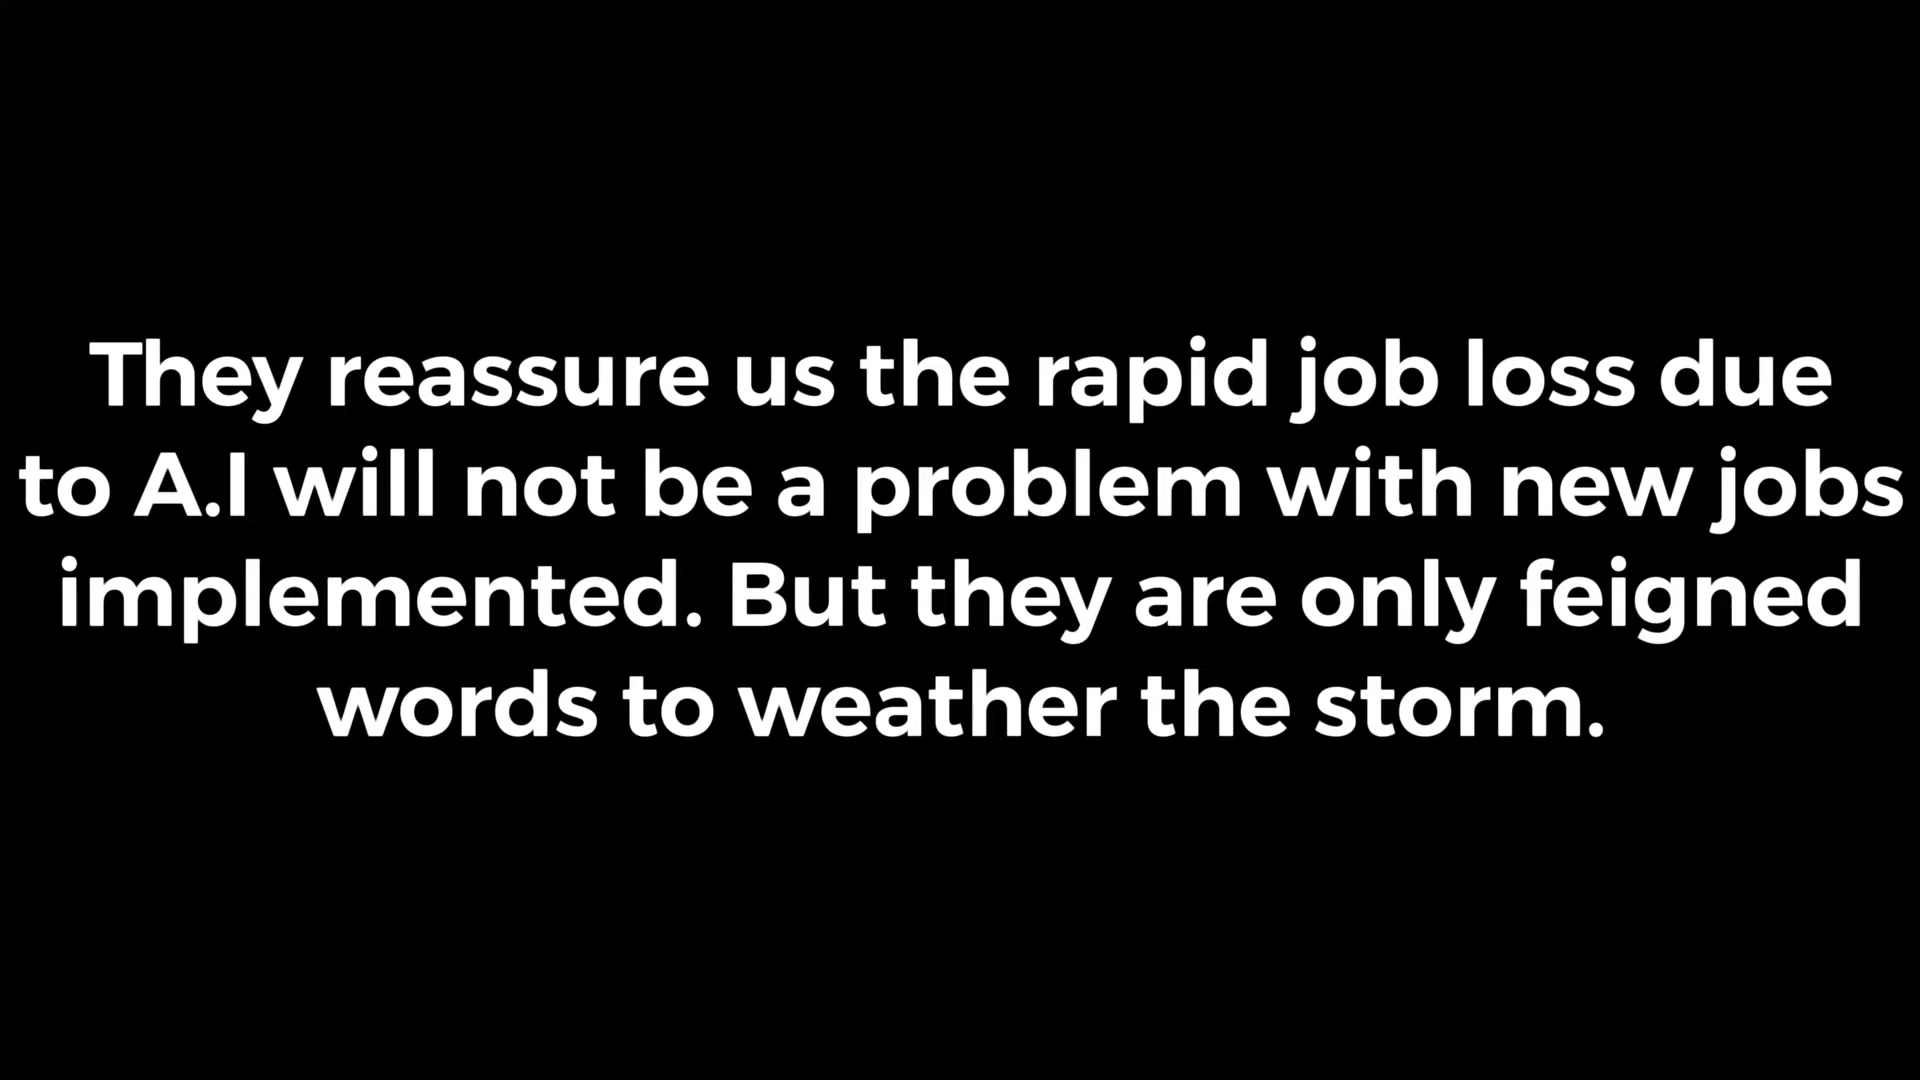 They reassure us the rapid job loss due
to A.I will not be a problem with new jobs
implemented. But they are only feigned
words to weather the storm.